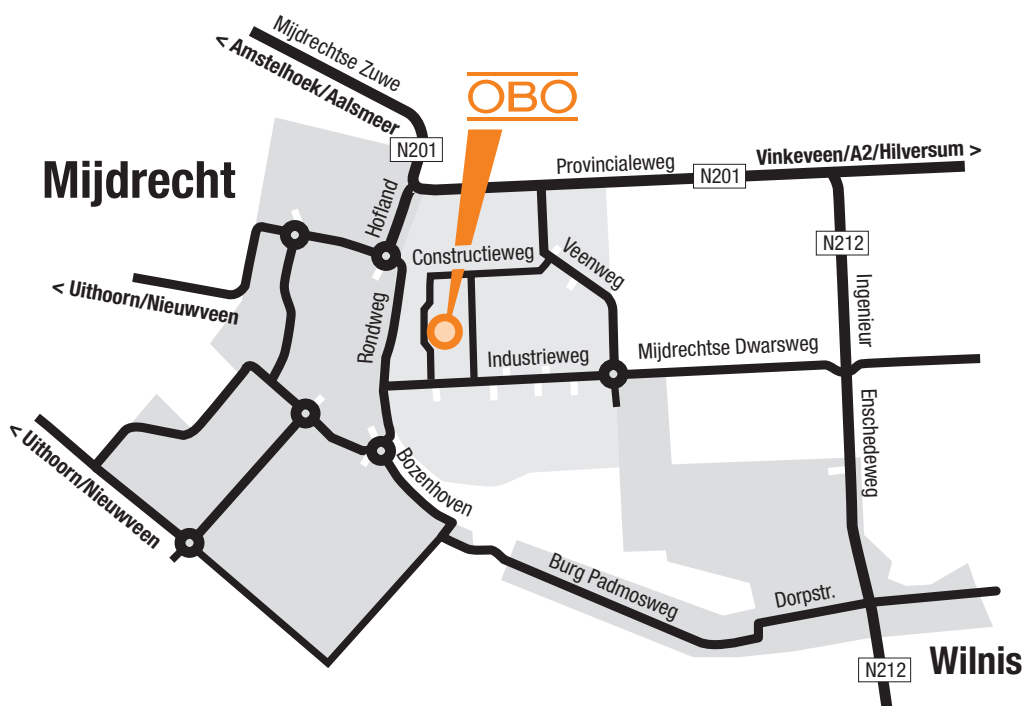 Mijdrechtse Zuwe
< Amstelhoek/Aalsmeer
OBO
N201
Provincialeweg
Vinkeveen/A2/Hilversum >
N201
Mijdrecht
Hofland
N212
Constructieweg
Veenweg
< Uithoorn/Nieuwveen
Rondweg
Ingenieur
Industrieweg
Mijdrechtse Dwarsweg
Enschedeweg
< Uithoorn/Nieuwveen
Bozenhoven
Burg Padmosweg
Dorpstr.
Wilnis
N212